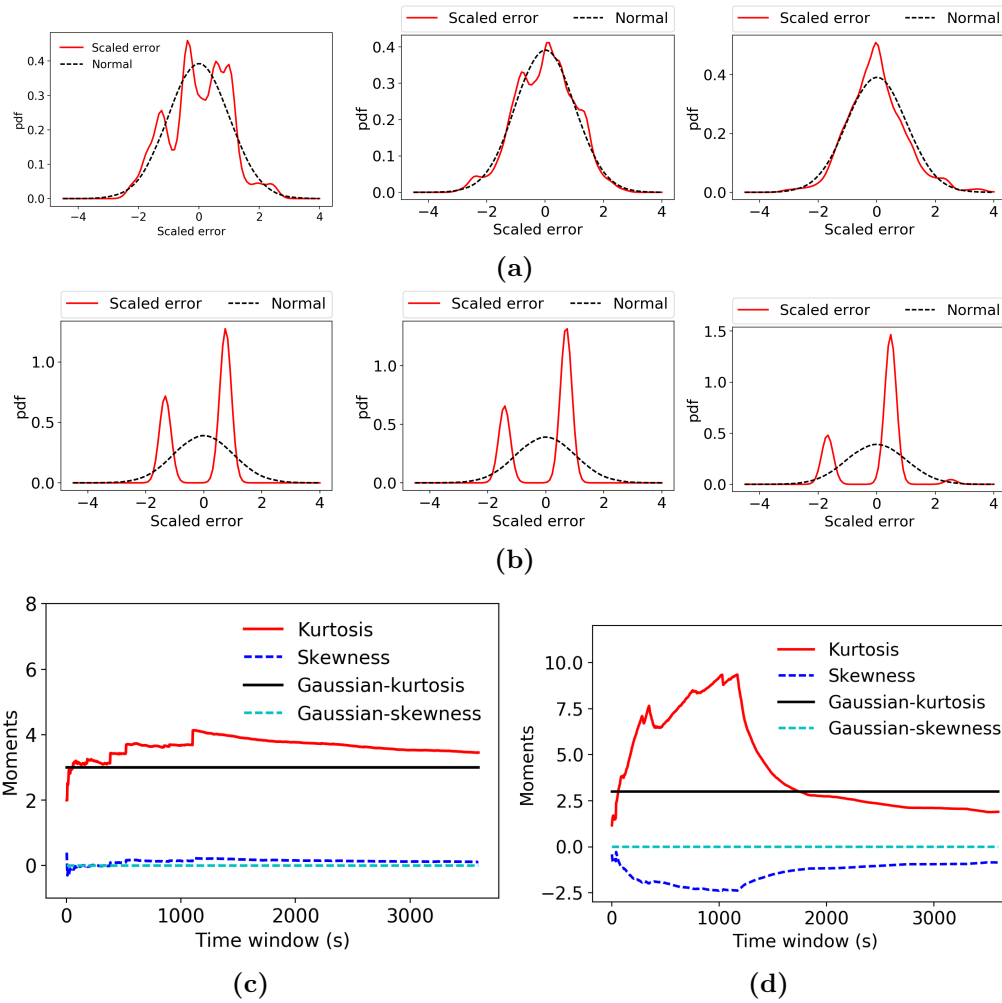 Scaled error
Normal
pdf
0.4
0.3
0.2
0.1
0.0
−4 −2 0 2 4
Scaled error
Scaled error Normal
pdf
0.4
0.3
0.2
0.1
0.0
−4 −2 0 2 4
Scaled error
Scaled error Normal
pdf
0.4
0.2
0.0
−4 −2 0 2 4
Scaled error
(a)
Scaled error Normal
pdf
1.0
0.5
0.0
−4 −2 0 2 4
Scaled error
Scaled error Normal
pdf
1.0
0.5
0.0
−4 −2 0 2 4
Scaled error
Scaled error Normal
pdf
1.5
1.0
0.5
0.0
−4 −2 0 2 4
Scaled error
(b)
Kurtosis
Skewness
Gaussian-kurtosis
Gaussian-skewness
Moments
8
6
4
2
0
0 1000 2000 3000
Time window (s)
(c)
Kurtosis
Skewness
Gaussian-kurtosis
Gaussian-skewness
Moments
10.0
7.5
5.0
2.5
0.0
−2.5
0 1000 2000 3000
Time window (s)
(d)